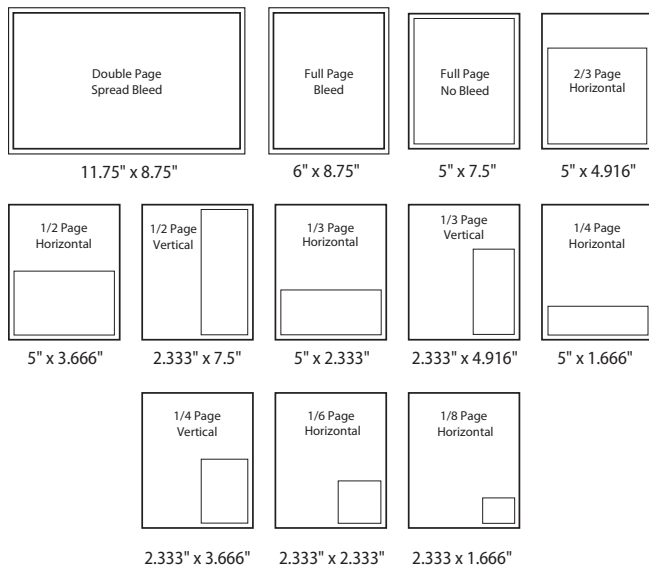 Double Page
Spread Bleed
11.75" x 8.75"
Full Page
Bleed
6" x 8.75"
Full Page
No Bleed
5" x 7.5"
2/3 Page
Horizontal
5" x 4.916"
1/2 Page
Horizontal
5" x 3.666"
1/2 Page
Vertical
2.333" x 7.5"
1/3 Page
Horizontal
5" x 2.333"
1/3 Page
Vertical
2.333" x 4.916"
1/4 Page
Horizontal
5" x 1.666"
1/4 Page
Vertical
2.333" x 3.666"
1/6 Page
Horizontal
2.333" x 2.333"
1/8 Page
Horizontal
2.333 x 1.666"